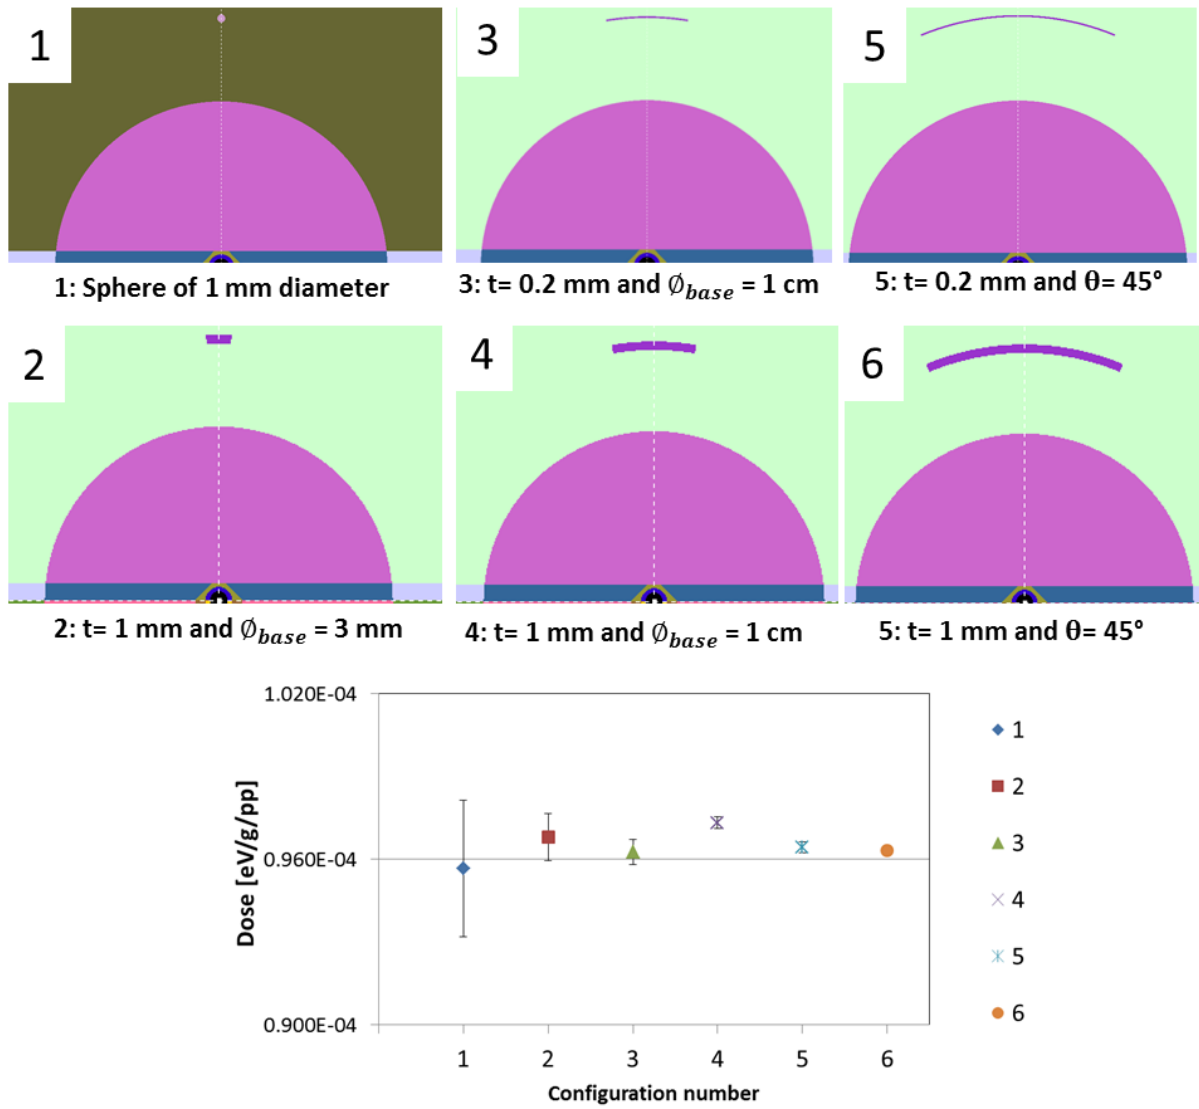 1
3
5
1: Sphere of 1 mm diameter
3: t= 0.2 mm and ∅base = 1 cm
5: t= 0.2 mm and θ= 45º
2
4
6
2: t= 1 mm and ∅base = 3 mm
4: t= 1 mm and ∅base = 1 cm
5: t= 1 mm and θ= 45º
1.020E-04
0.960E-04
0.900E-04
Dose [eV/g/pp]
1 2 3 4 5 6
Configuration number
1
2
3
4
5
6